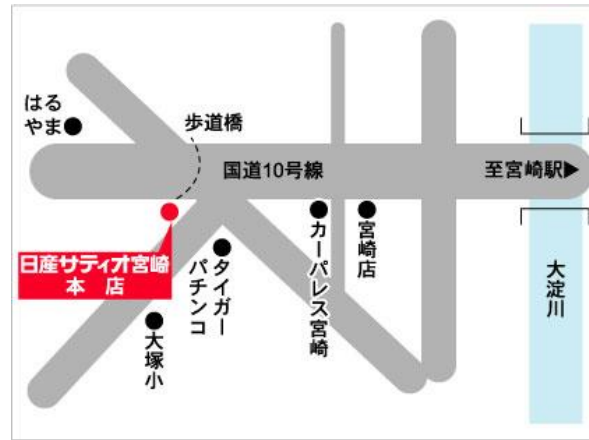 はる
やま
歩道橋
国道10号線
至宮崎駅▶
日産サティオ宮崎
本 店
タイガー
パチンコ
カーパレス宮崎
宮崎店
大淀川
大塚小